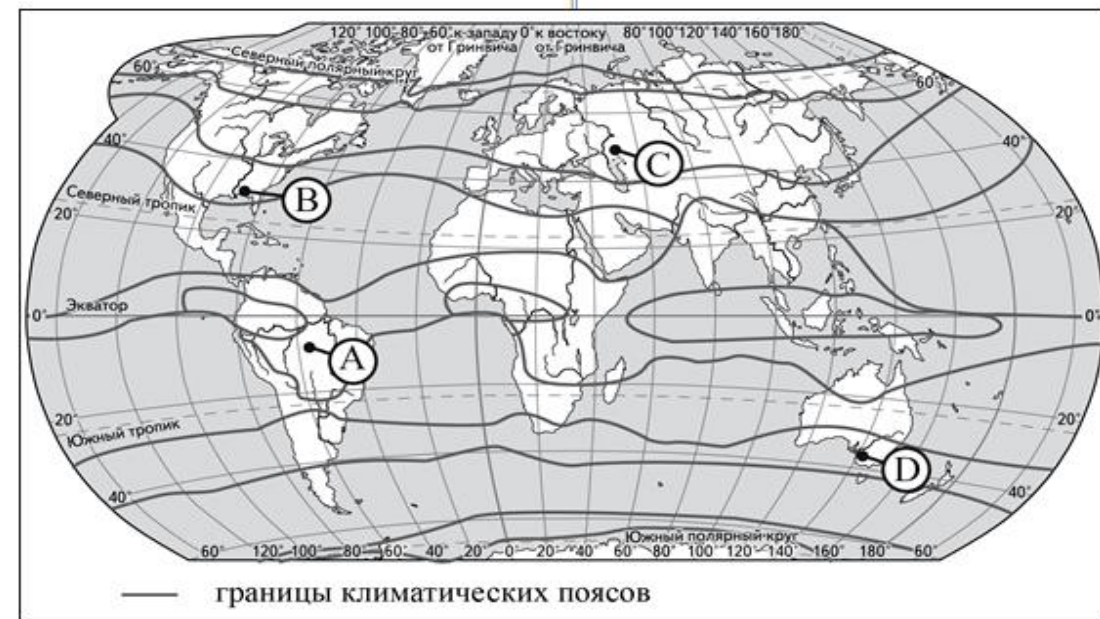 120° 100° 80° 60° к западу 0° к востоку 80° 100° 120° 140° 160° 180°
от Гринвича от Гринвича
Северный полярный круг
60° 60°
40° 40°
C
B
Северный тропик
20° 20°
Экватор
0° 0°
A
20° 20°
Южный тропик
D
40° 40°
Южный полярный круг
60° 120° 100° 80° 60° 40° 20° 0° 20° 40° 60° 80° 100° 120° 140° 160° 180° 60°
границы климатических поясов